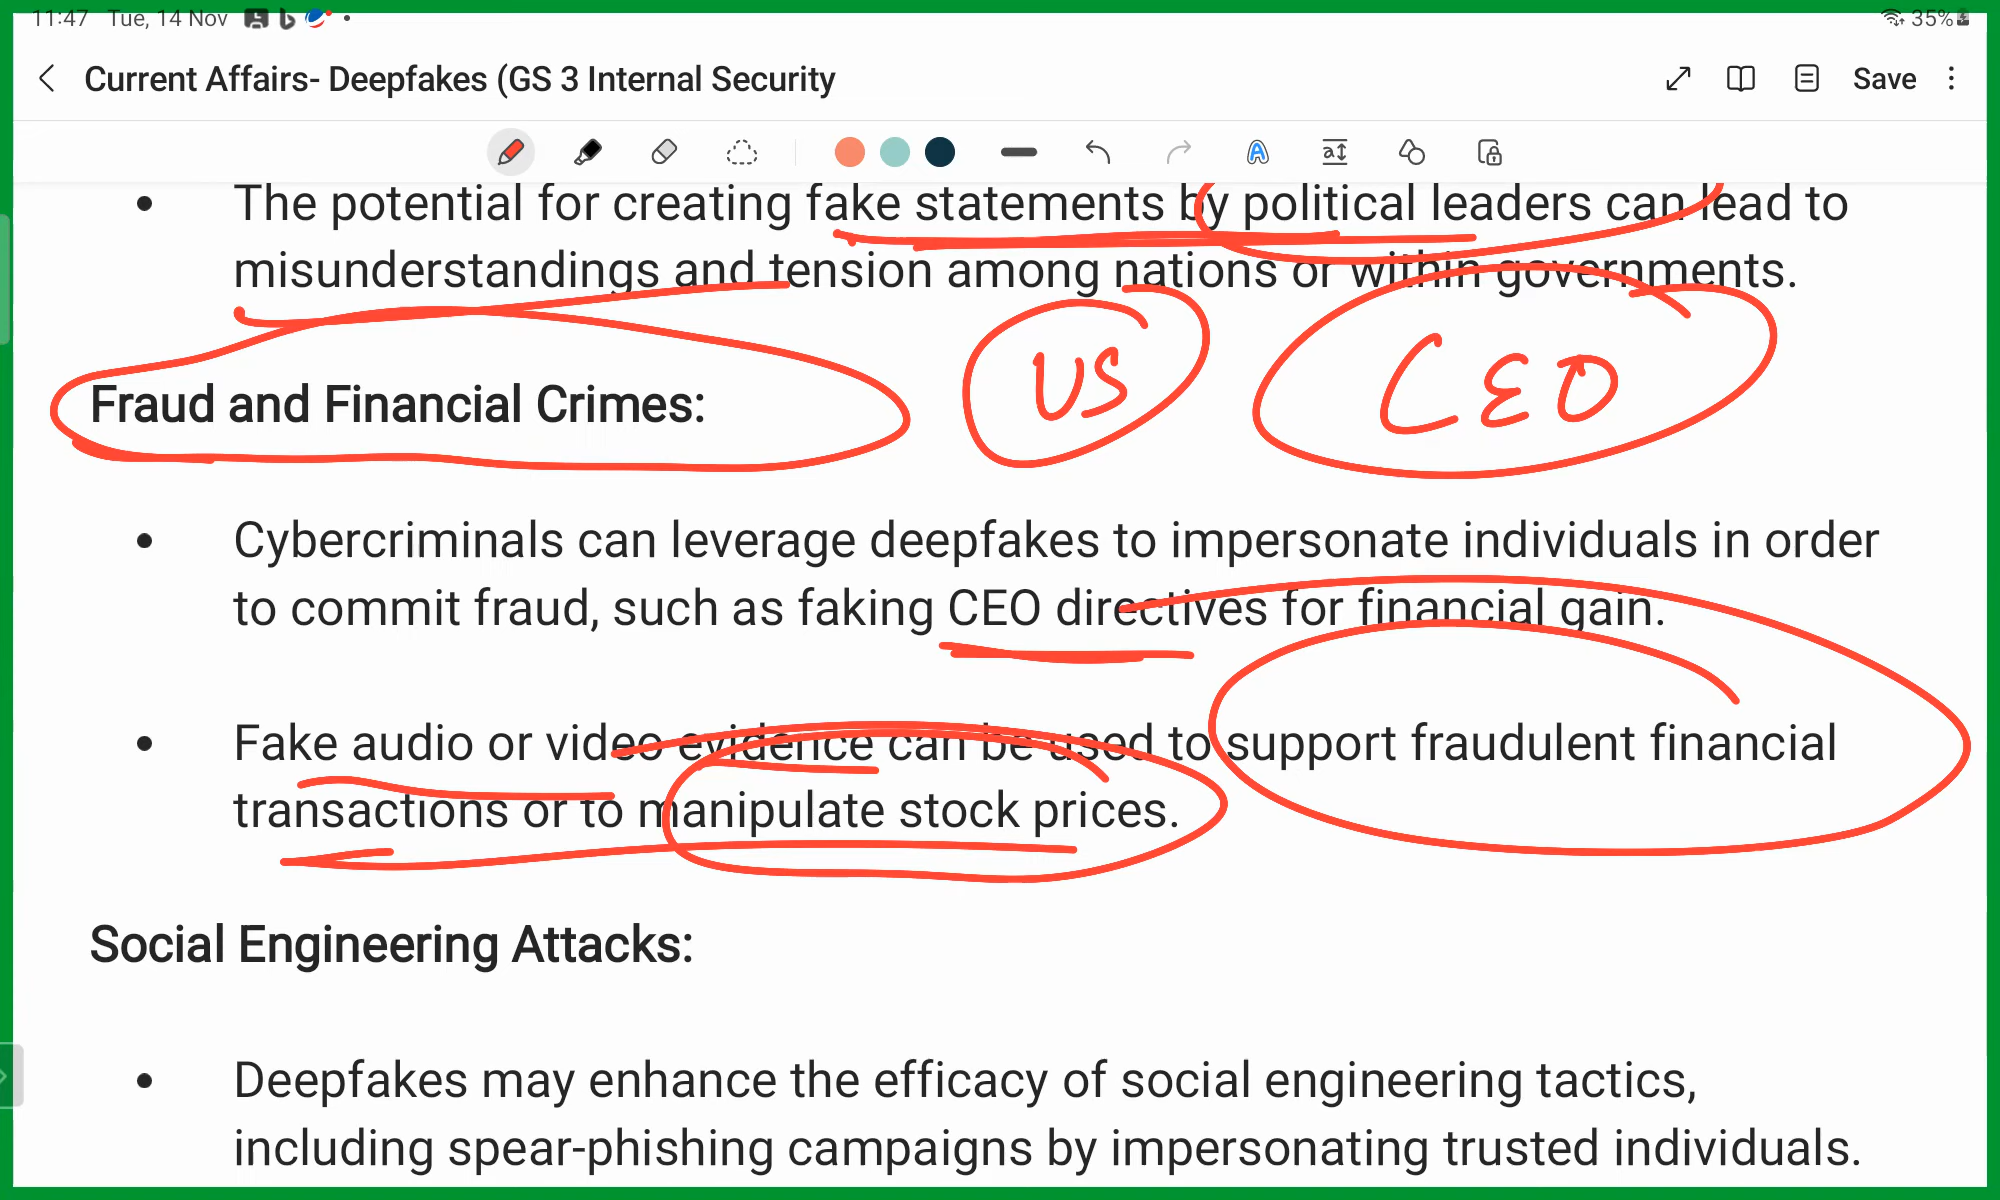 11:47 Tue, 14 Nov 35%
Current Affairs- Deepfakes (GS 3 Internal Security
Save
The potential for creating fake statements by political leaders can lead to
misunderstandings and tension among nations or within governments.
US CEO
Fraud and Financial Crimes:
Cybercriminals can leverage deepfakes to impersonate individuals in order
to commit fraud, such as faking CEO directives for financial gain.
Fake audio or video evidence can be used to support fraudulent financial
transactions or to manipulate stock prices.
Social Engineering Attacks:
Deepfakes may enhance the efficacy of social engineering tactics,
including spear-phishing campaigns by impersonating trusted individuals.